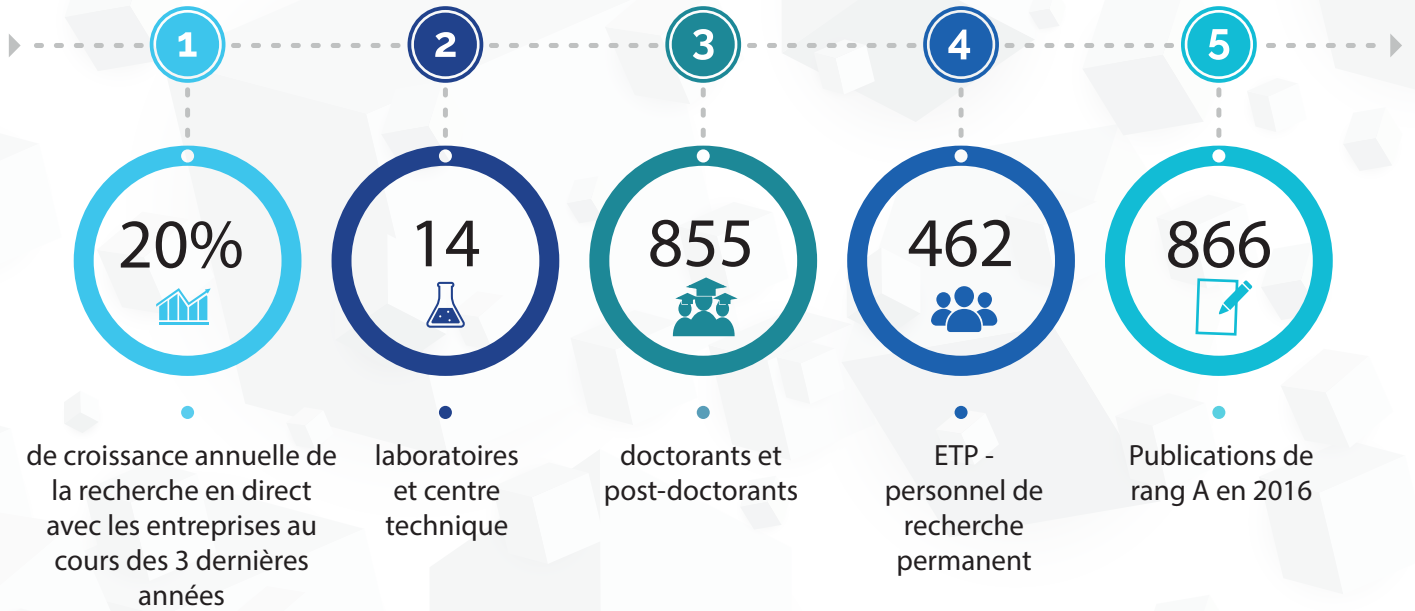 1
2
3
4
5
20%
14
855
462
866
de croissance annuelle de
la recherche en direct
avec les entreprises au
cours des 3 dernières
années
laboratoires
et centre
technique
doctorants et
post-doctorants
ETP -
personnel de
recherche
permanent
Publications de
rang A en 2016